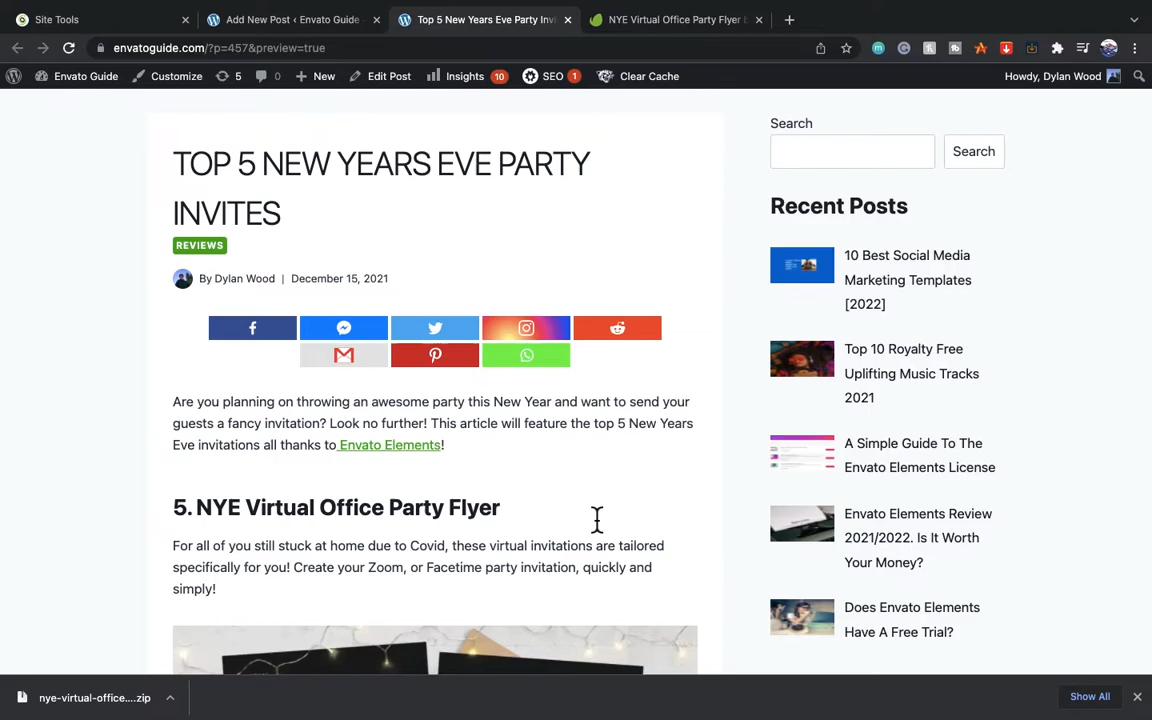 Site Tools
Add New Post ‹ Envato Guide
Top 5 New Years Eve Party Invi
NYE Virtual Office Party Flyer
envatoguide.com/?p=457&preview=true
Envato Guide Customize 5 0 New Edit Post Insights 10 SEO 1 Clear Cache Howdy, Dylan Wood
TOP 5 NEW YEARS EVE PARTY
INVITES
REVIEWS
By Dylan Wood | December 15, 2021
Are you planning on throwing an awesome party this New Year and want to send your
guests a fancy invitation? Look no further! This article will feature the top 5 New Years
Eve invitations all thanks to Envato Elements!
5. NYE Virtual Office Party Flyer
For all of you still stuck at home due to Covid, these virtual invitations are tailored
specifically for you! Create your Zoom, or Facetime party invitation, quickly and
simply!
Search
Search
Recent Posts
10 Best Social Media
Marketing Templates
[2022]
Top 10 Royalty Free
Uplifting Music Tracks
2021
A Simple Guide To The
Envato Elements License
Envato Elements Review
2021/2022. Is It Worth
Your Money?
Does Envato Elements
Have A Free Trial?
nye-virtual-office....zip
Show All